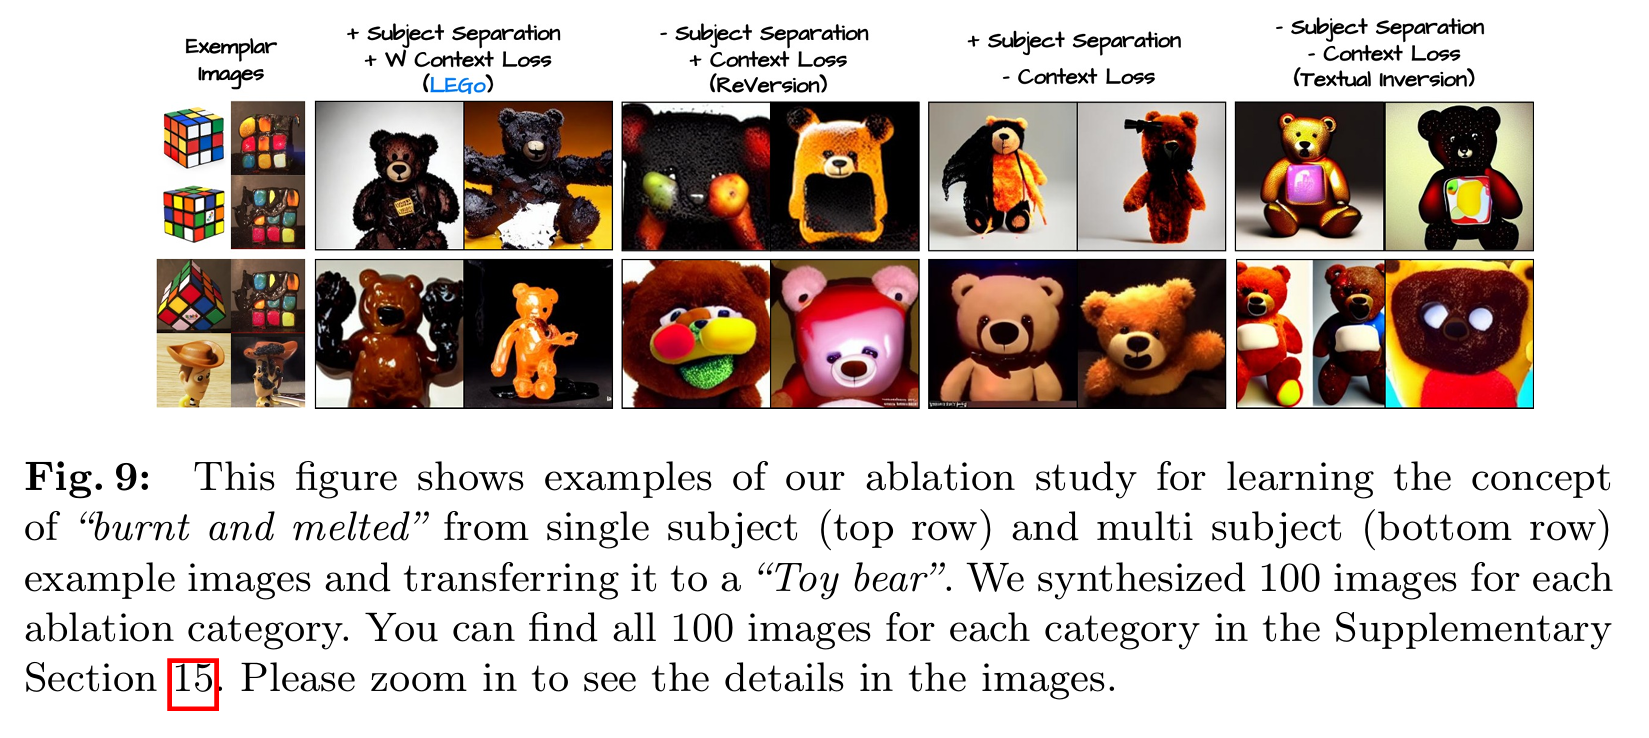 Exemplar
Images
+ Subject Separation
+ W Context Loss
(LEGo)
- Subject Separation
+ Context Loss
(ReVersion)
+ Subject Separation
- Context Loss
- Subject Separation
- Context Loss
(Textual Inversion)
Fig. 9: This figure shows examples of our ablation study for learning the concept
of “burnt and melted” from single subject (top row) and multi subject (bottom row)
example images and transferring it to a “Toy bear”. We synthesized 100 images for each
ablation category. You can find all 100 images for each category in the Supplementary
Section 15. Please zoom in to see the details in the images.